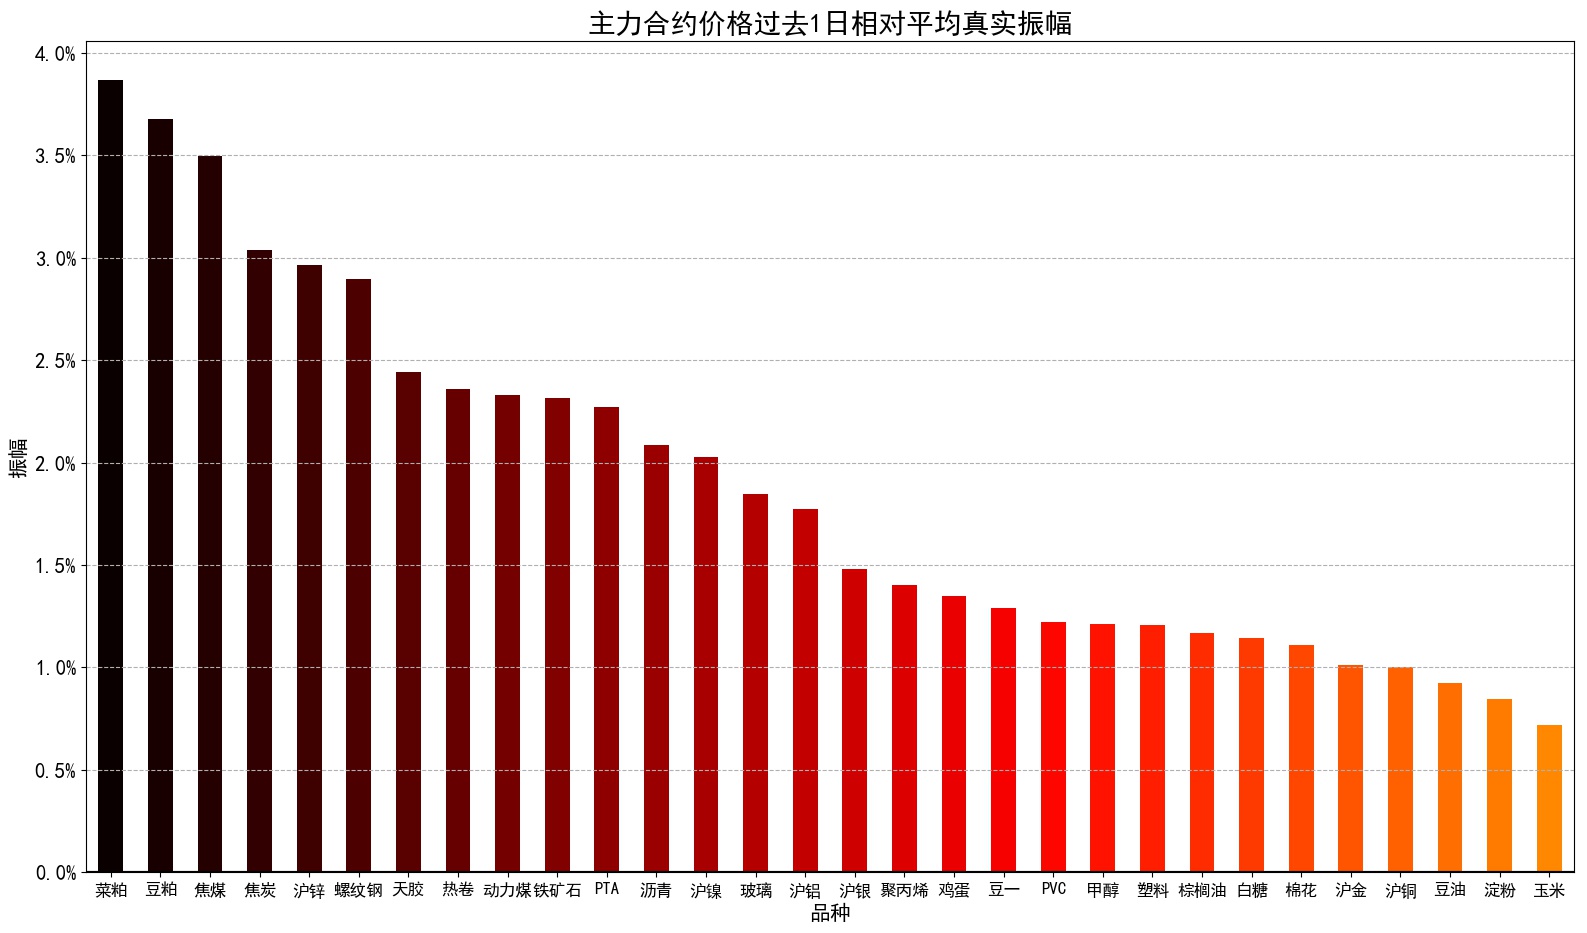 主力合约价格过去1日相对平均真实振幅
4.0%
3.5%
3.0%
2.5%
2.0%
1.5%
1.0%
0.5%
0.0%
振幅
菜粕 豆粕 焦煤 焦炭 沪锌 螺纹钢 天胶 热卷 动力煤 铁矿石 PTA 沥青 沪镍 玻璃 沪铝 沪银 聚丙烯 鸡蛋 豆一 PVC 甲醇 塑料 棕榈油 白糖 棉花 沪金 沪铜 豆油 淀粉 玉米
品种